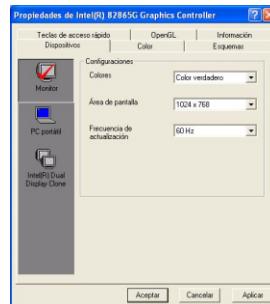 Propiedades de Intel(R) 82865G Graphics Controller
Teclas de acceso rápido
OpenGL
Información
Dispositivos
Color
Esquemas
Configuraciones
Monitor
Colores
Color verdadero
Área de pantalla
1024 x 768
PC portátil
Frecuencia de
actualización
60 Hz
Intel(R) Dual
Display Clone
Aceptar
Cancelar
Aplicar